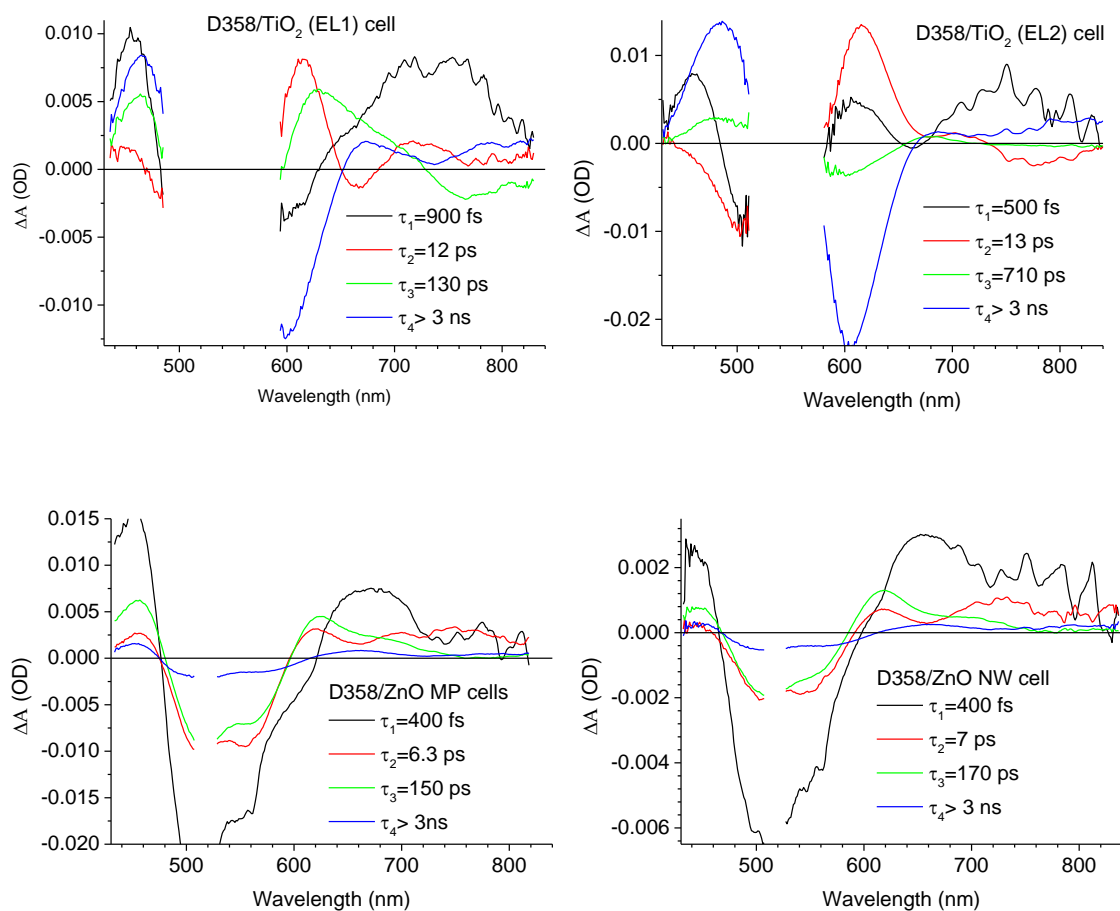 D358/TiO₂ (EL1) cell
0.010
0.005
0.000
-0.005
-0.010
ΔA (OD)
τ₁=900 fs
τ₂=12 ps
τ₃=130 ps
τ₄> 3 ns
500 600 700 800
Wavelength (nm)
D358/TiO₂ (EL2) cell
0.01
0.00
-0.01
-0.02
ΔA (OD)
τ₁=500 fs
τ₂=13 ps
τ₃=710 ps
τ₄> 3 ns
500 600 700 800
Wavelength (nm)
0.015
0.010
0.005
0.000
-0.005
-0.010
-0.015
-0.020
ΔA (OD)
D358/ZnO MP cells
τ₁=400 fs
τ₂=6.3 ps
τ₃=150 ps
τ₄> 3ns
500 600 700 800
Wavelength (nm)
0.002
0.000
-0.002
-0.004
-0.006
ΔA (OD)
D358/ZnO NW cell
τ₁=400 fs
τ₂=7 ps
τ₃=170 ps
τ₄> 3 ns
500 600 700 800
Wavelength (nm)